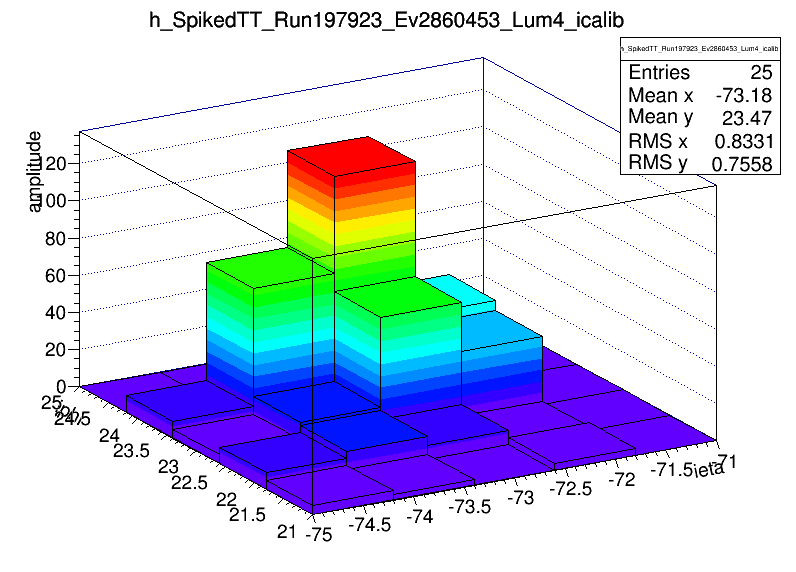 h_SpikedTT_Run197923_Ev2860453_Lum4_icalib
h_SpikedTT_Run197923_Ev2860453_Lum4_icalib
Entries 25
Mean x -73.18
Mean y 23.47
RMS x 0.8331
RMS y 0.7558
amplitude
120
100
80
60
40
20
0
25
24.5
24
23.5
23
22.5
22
21.5
21
-75
-74.5
-74
-73.5
-73
-72.5
-72
-71.5
-71
ieta